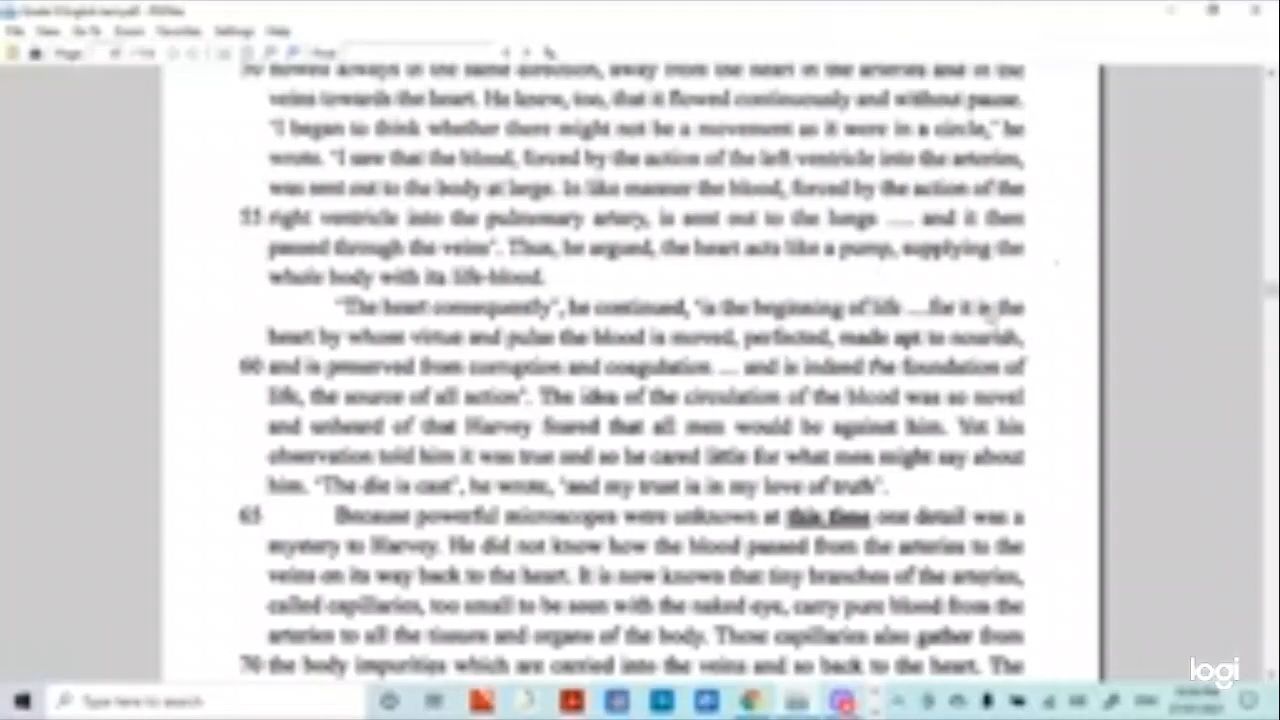 File View Go To Zoom Favorites Settings Help
Page:
50 flowed always in the same direction, away from the heart in the arteries and in the
veins towards the heart. He knew, too, that it flowed continuously and without pause.
"I began to think whether there might not be a movement as it were in a circle," he
wrote. "I saw that the blood, forced by the action of the left ventricle into the arteries,
was sent out to the body at large. In like manner the blood, forced by the action of the
55 right ventricle into the pulmonary artery, is sent out to the lungs .... and it then
passed through the veins". Thus, he argued, the heart acts like a pump, supplying the
whole body with its life-blood.
"The heart consequently", he continued, "is the beginning of life ....for it is the
heart by whose virtue and pulse the blood is moved, perfected, made apt to nourish,
60 and is preserved from corruption and coagulation .... and is indeed the foundation of
life, the source of all action". The idea of the circulation of the blood was so novel
and unheard of that Harvey feared that all men would be against him. Yet his
observation told him it was true and so he cared little for what men might say about
him. "The die is cast", he wrote, "and my trust is in my love of truth".
65 Because powerful microscopes were unknown at this time one detail was a
mystery to Harvey. He did not know how the blood passed from the arteries to the
veins on its way back to the heart. It is now known that tiny branches of the arteries,
called capillaries, too small to be seen with the naked eye, carry pure blood from the
arteries to all the tissues and organs of the body. These capillaries also gather from
70 the body impurities which are carried into the veins and so back to the heart. The
logi
Type here to search